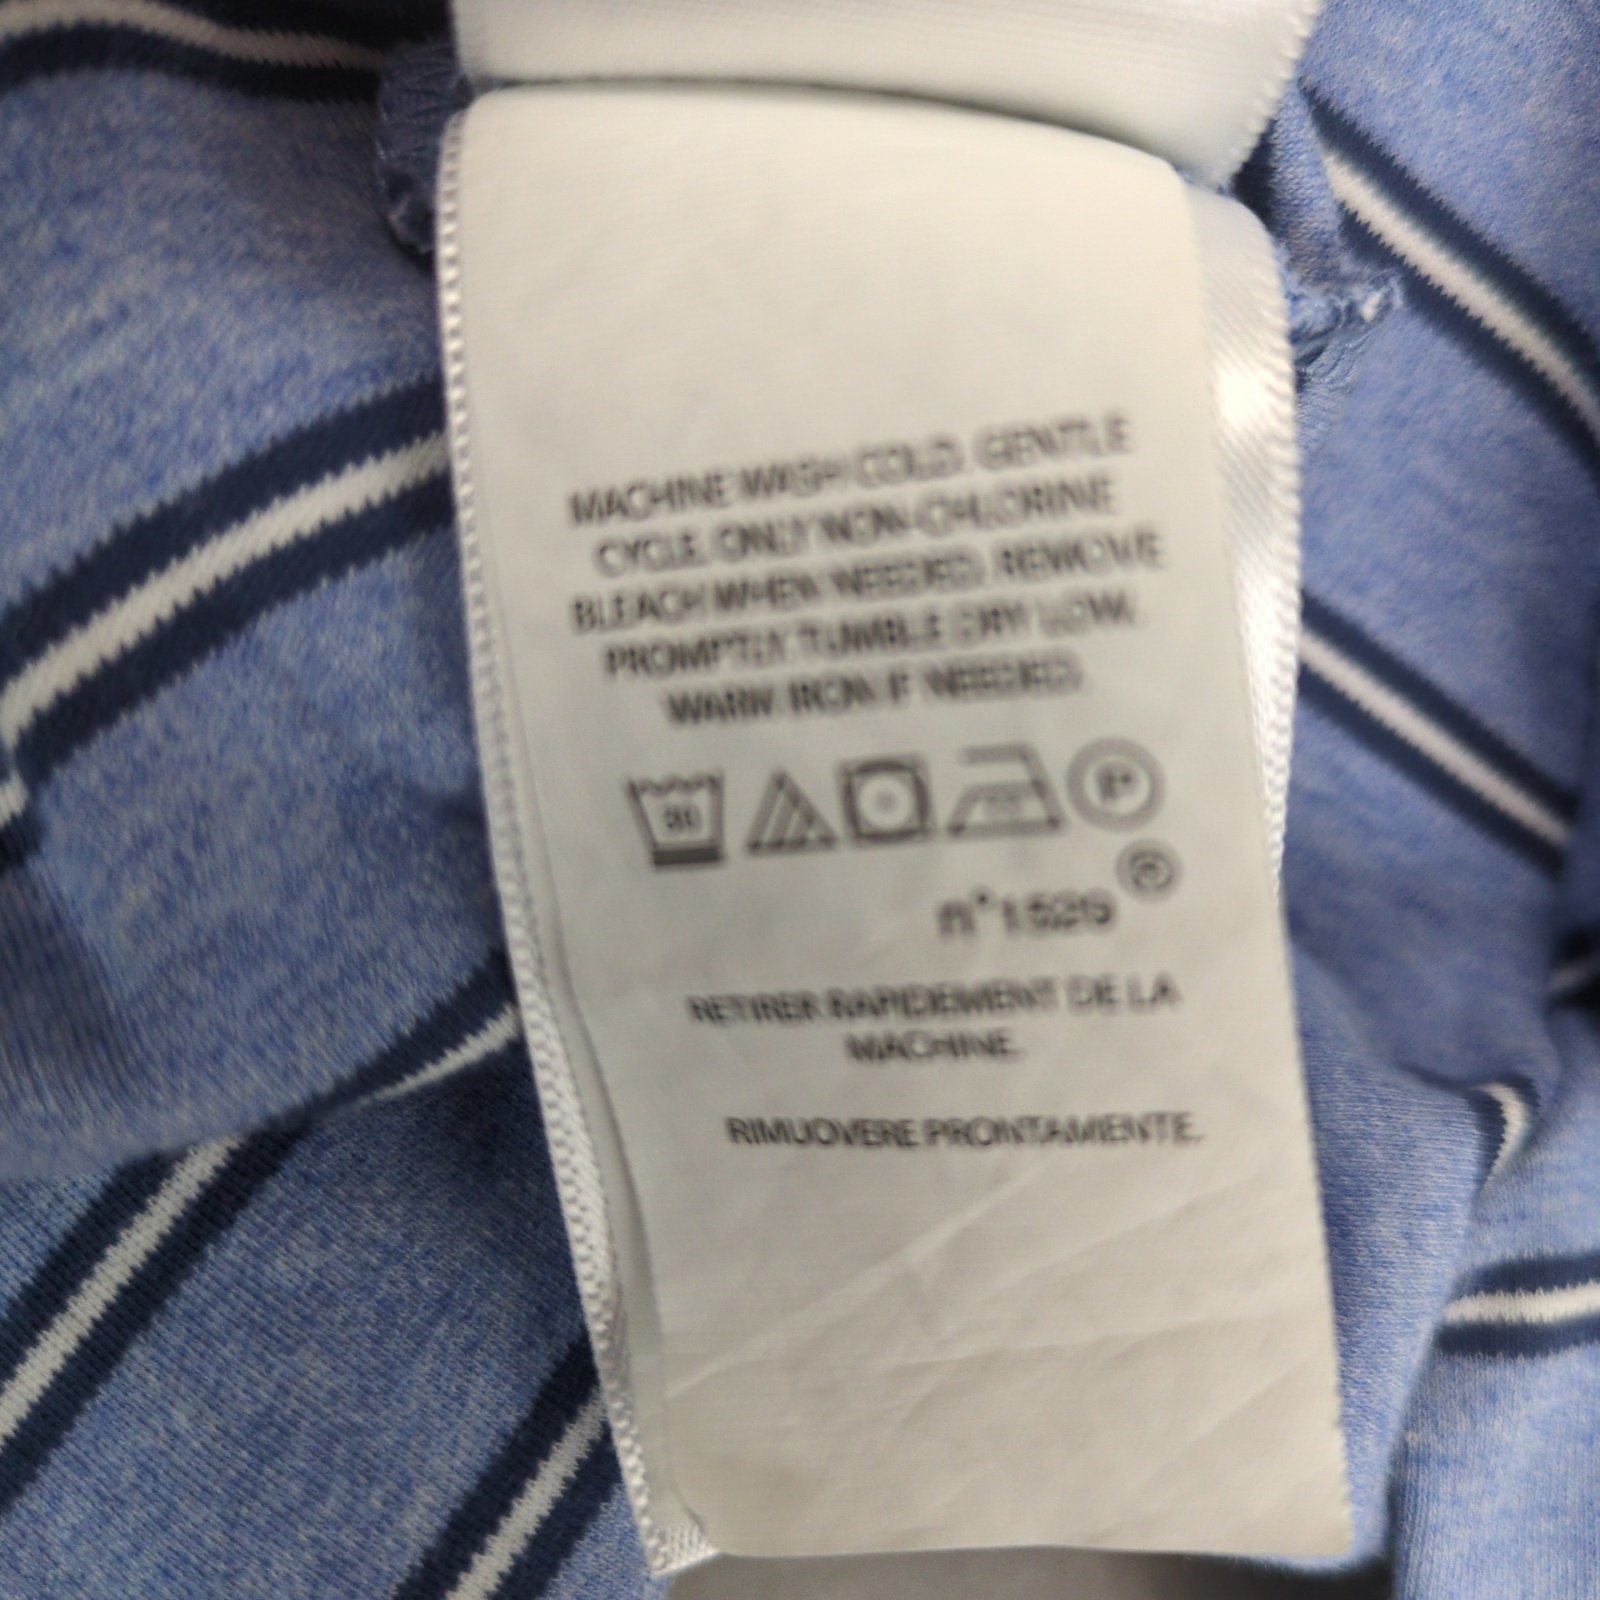 MACHINE WASH COLD. GENTLE
CYCLE. ONLY NON-CHLORINE
BLEACH WHEN NEEDED. REMOVE
PROMPTLY. TUMBLE DRY LOW.
WARM IRON IF NEEDED.
30 P*
n°1526 ®
RETIRER RAPIDEMENT DE LA
MACHINE.
RIMUOVERE PRONTAMENTE.